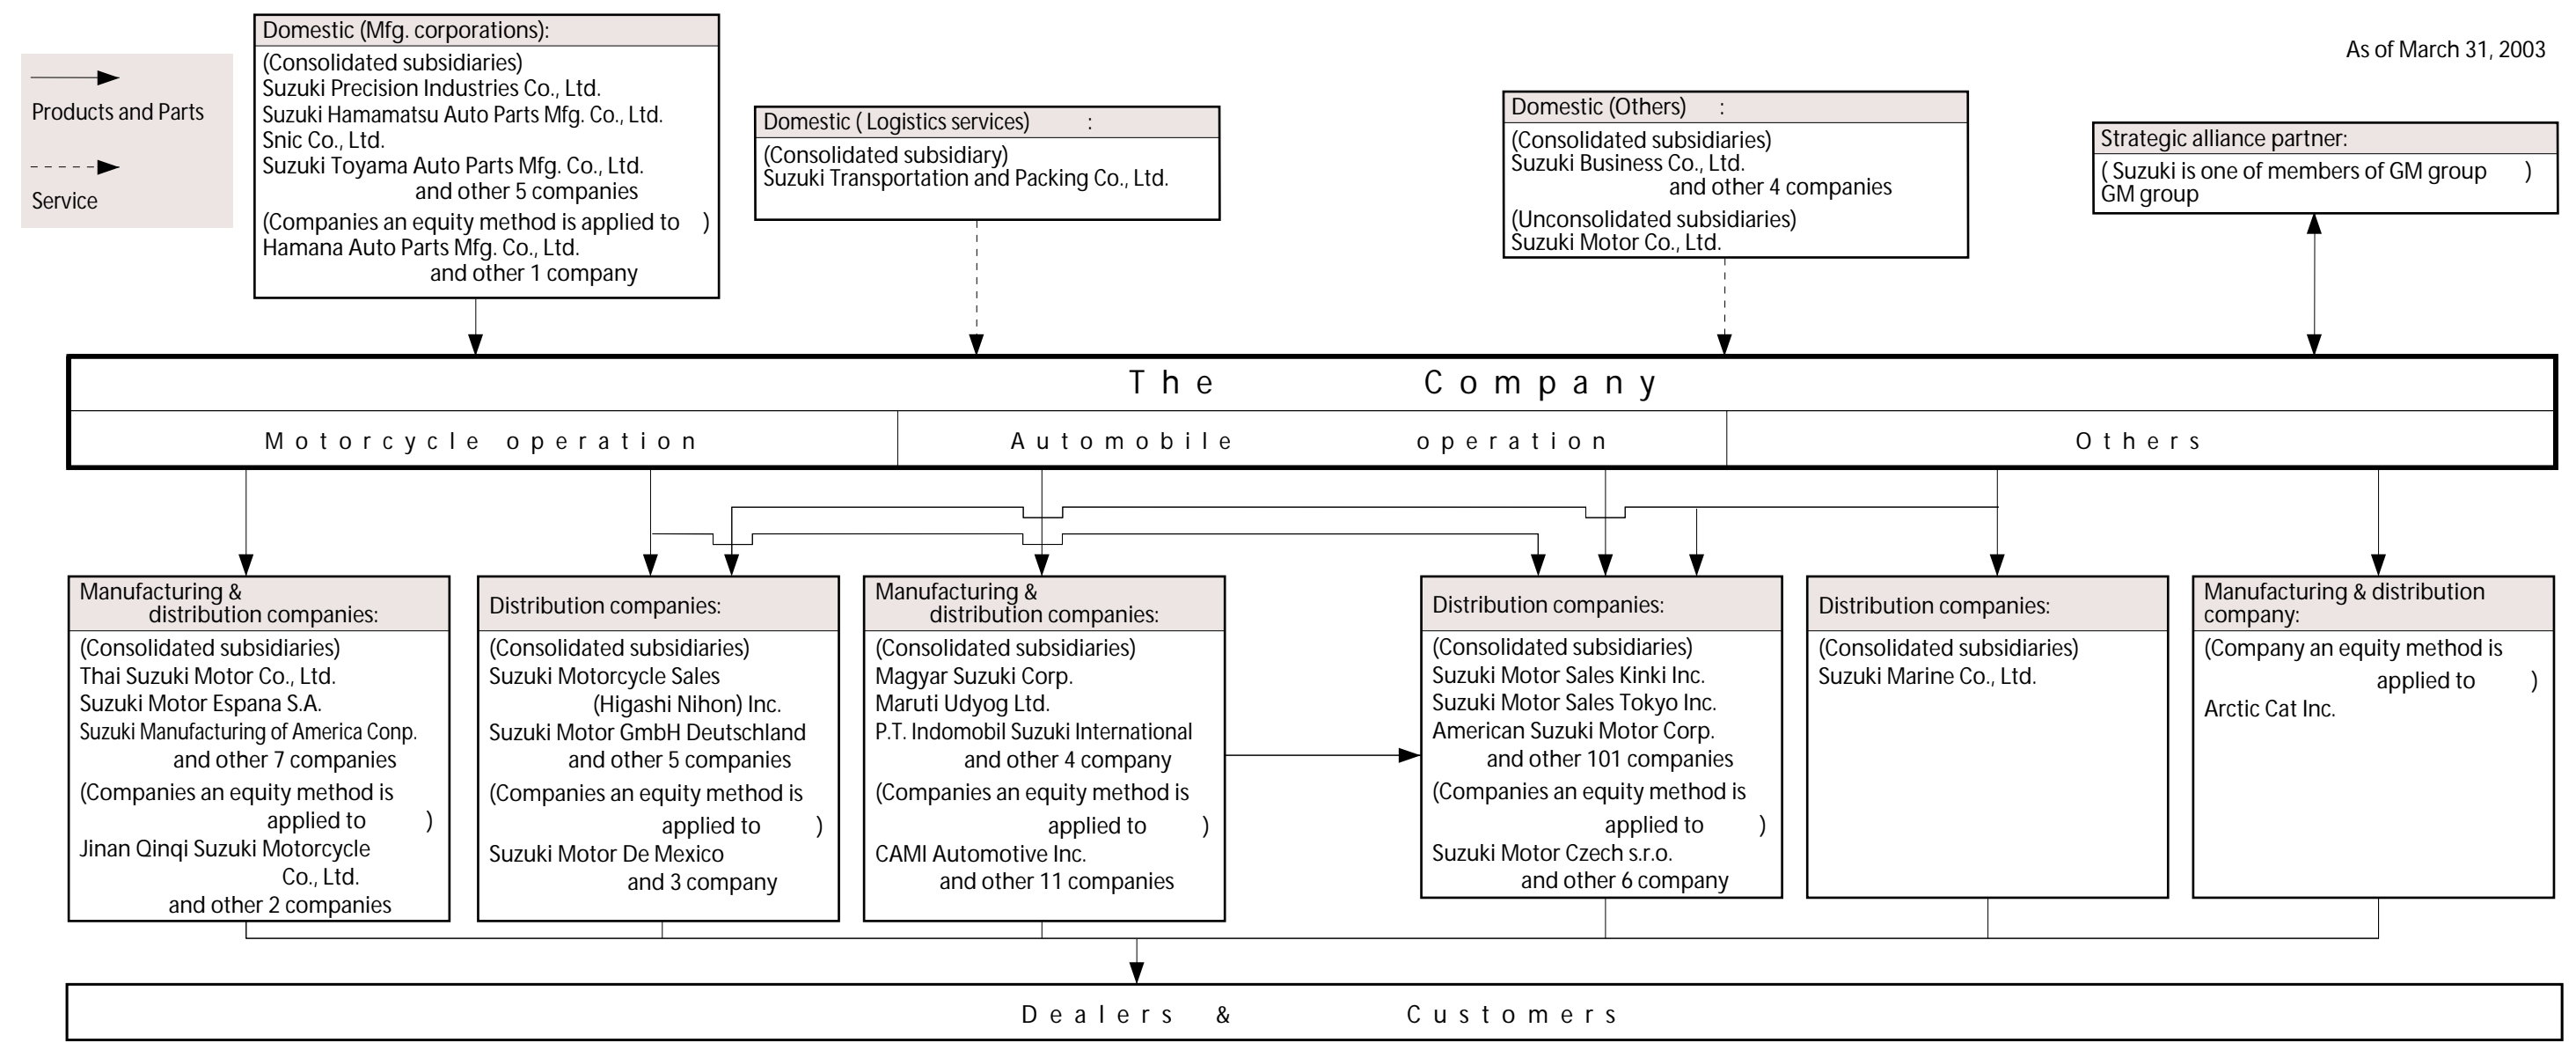 Domestic (Mfg. corporations):
(Consolidated subsidiaries)
Suzuki Precision Industries Co., Ltd.
Suzuki Hamamatsu Auto Parts Mfg. Co., Ltd.
Snic Co., Ltd.
Suzuki Toyama Auto Parts Mfg. Co., Ltd.
and other 5 companies
(Companies an equity method is applied to )
Hamana Auto Parts Mfg. Co., Ltd.
and other 1 company
As of March 31, 2003
Products and Parts
Service
Domestic ( Logistics services) :
(Consolidated subsidiary)
Suzuki Transportation and Packing Co., Ltd.
Domestic (Others) :
(Consolidated subsidiaries)
Suzuki Business Co., Ltd.
and other 4 companies
(Unconsolidated subsidiaries)
Suzuki Motor Co., Ltd.
Strategic alliance partner:
( Suzuki is one of members of GM group )
GM group
The Company
Motorcycle operation
Automobile operation
Others
Manufacturing &
distribution companies:
(Consolidated subsidiaries)
Thai Suzuki Motor Co., Ltd.
Suzuki Motor Espana S.A.
Suzuki Manufacturing of America Conp.
and other 7 companies
(Companies an equity method is
applied to )
Jinan Qinqi Suzuki Motorcycle
Co., Ltd.
and other 2 companies
Distribution companies:
(Consolidated subsidiaries)
Suzuki Motorcycle Sales
(Higashi Nihon) Inc.
Suzuki Motor GmbH Deutschland
and other 5 companies
(Companies an equity method is
applied to )
Suzuki Motor De Mexico
and 3 company
Manufacturing &
distribution companies:
(Consolidated subsidiaries)
Magyar Suzuki Corp.
Maruti Udyog Ltd.
P.T. Indomobil Suzuki International
and other 4 company
(Companies an equity method is
applied to )
CAMI Automotive Inc.
and other 11 companies
Distribution companies:
(Consolidated subsidiaries)
Suzuki Motor Sales Kinki Inc.
Suzuki Motor Sales Tokyo Inc.
American Suzuki Motor Corp.
and other 101 companies
(Companies an equity method is
applied to )
Suzuki Motor Czech s.r.o.
and other 6 company
Distribution companies:
(Consolidated subsidiaries)
Suzuki Marine Co., Ltd.
Manufacturing & distribution
company:
(Company an equity method is
applied to )
Arctic Cat Inc.
Dealers & Customers